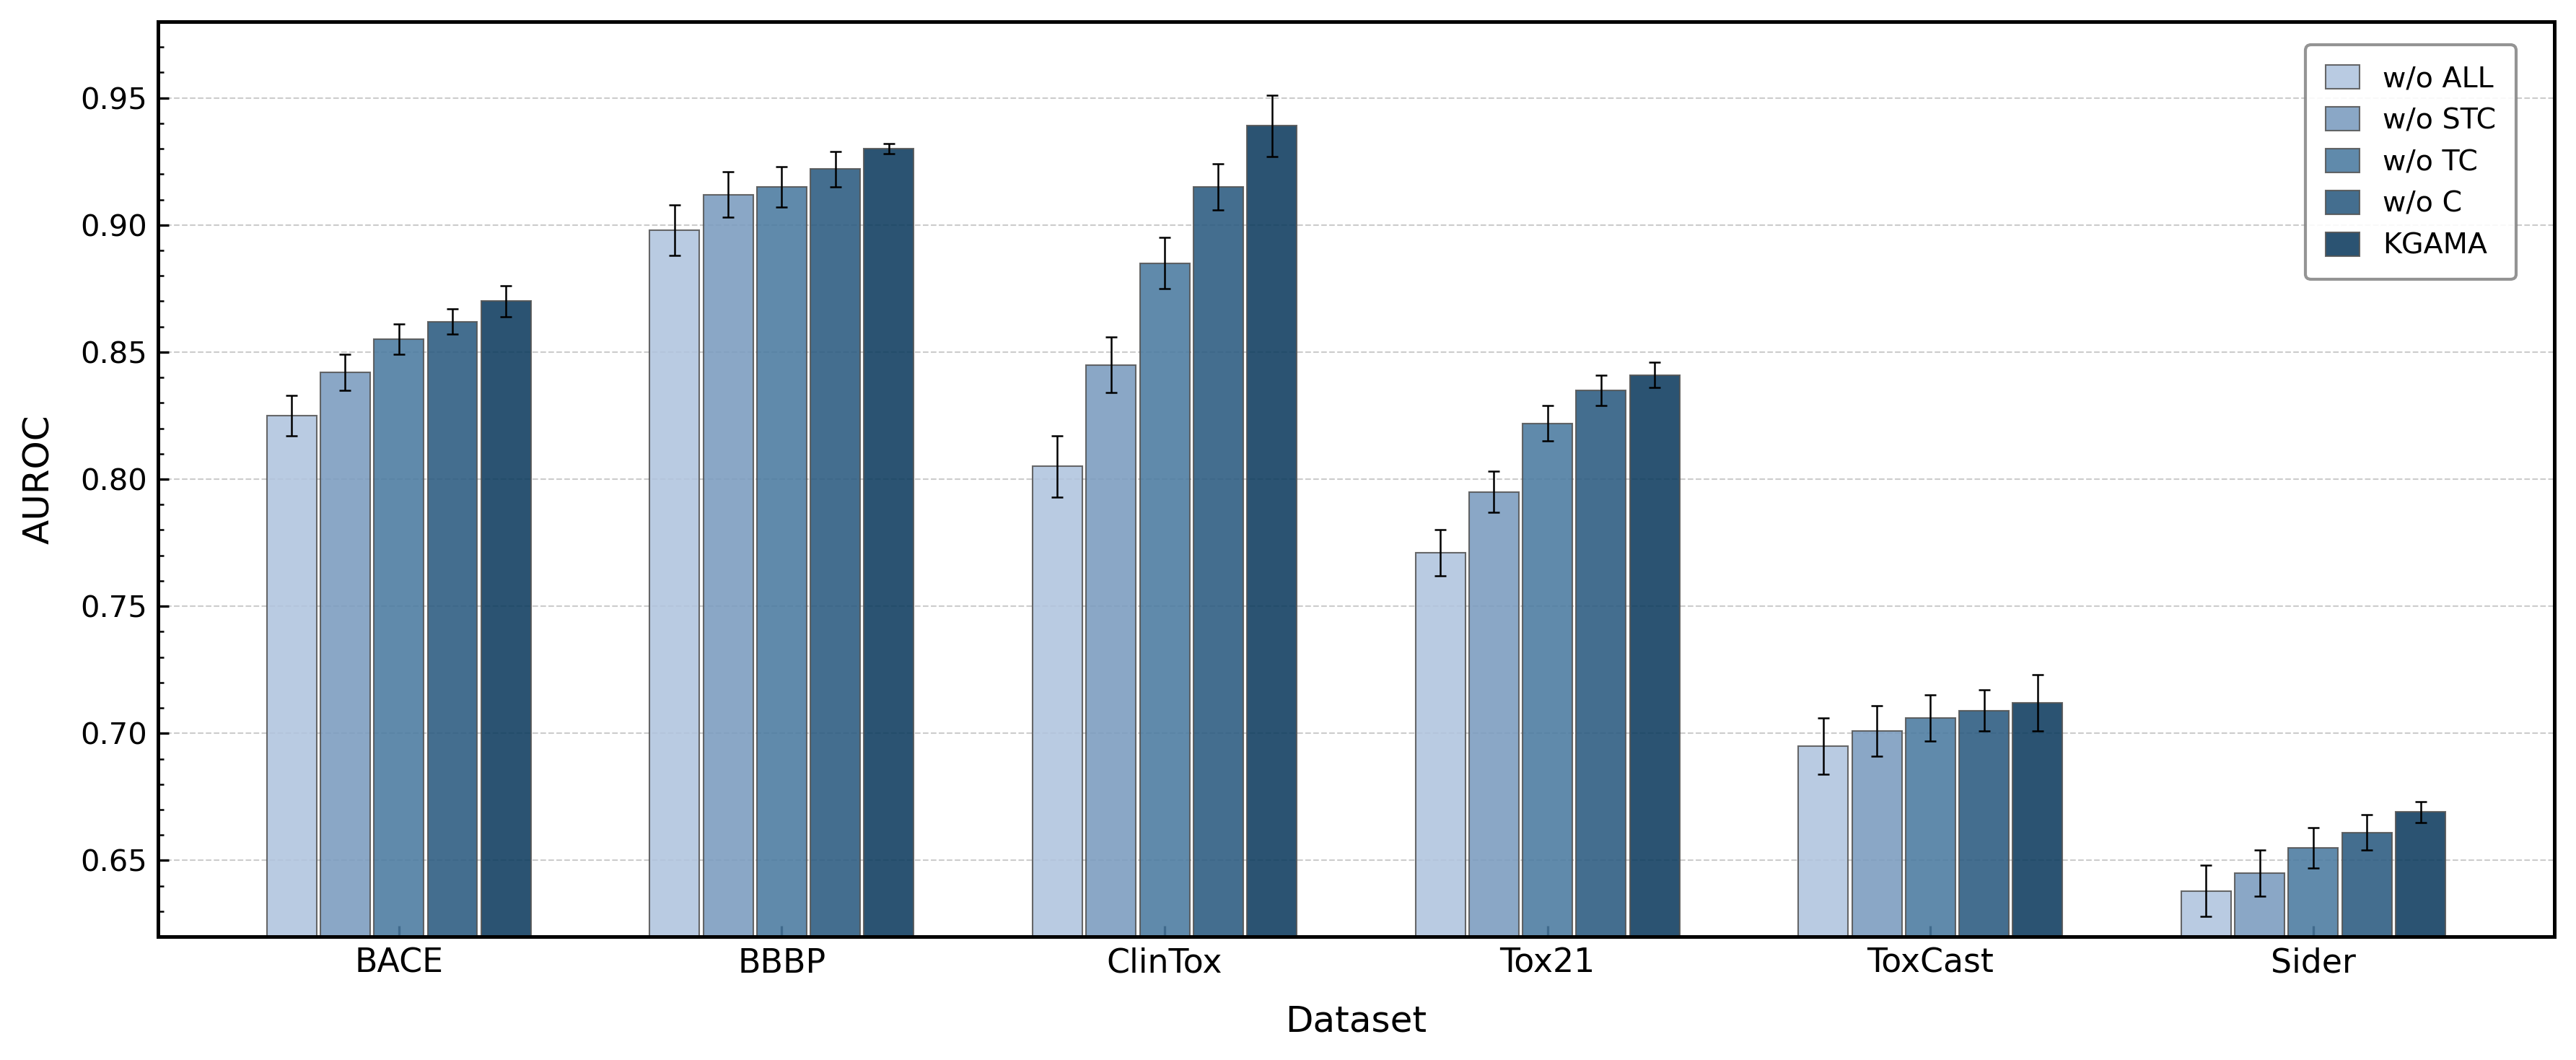 0.95
0.90
0.85
0.80
0.75
0.70
0.65
AUROC
w/o ALL
w/o STC
w/o TC
w/o C
KGAMA
BACE BBBP ClinTox Tox21 ToxCast Sider
Dataset